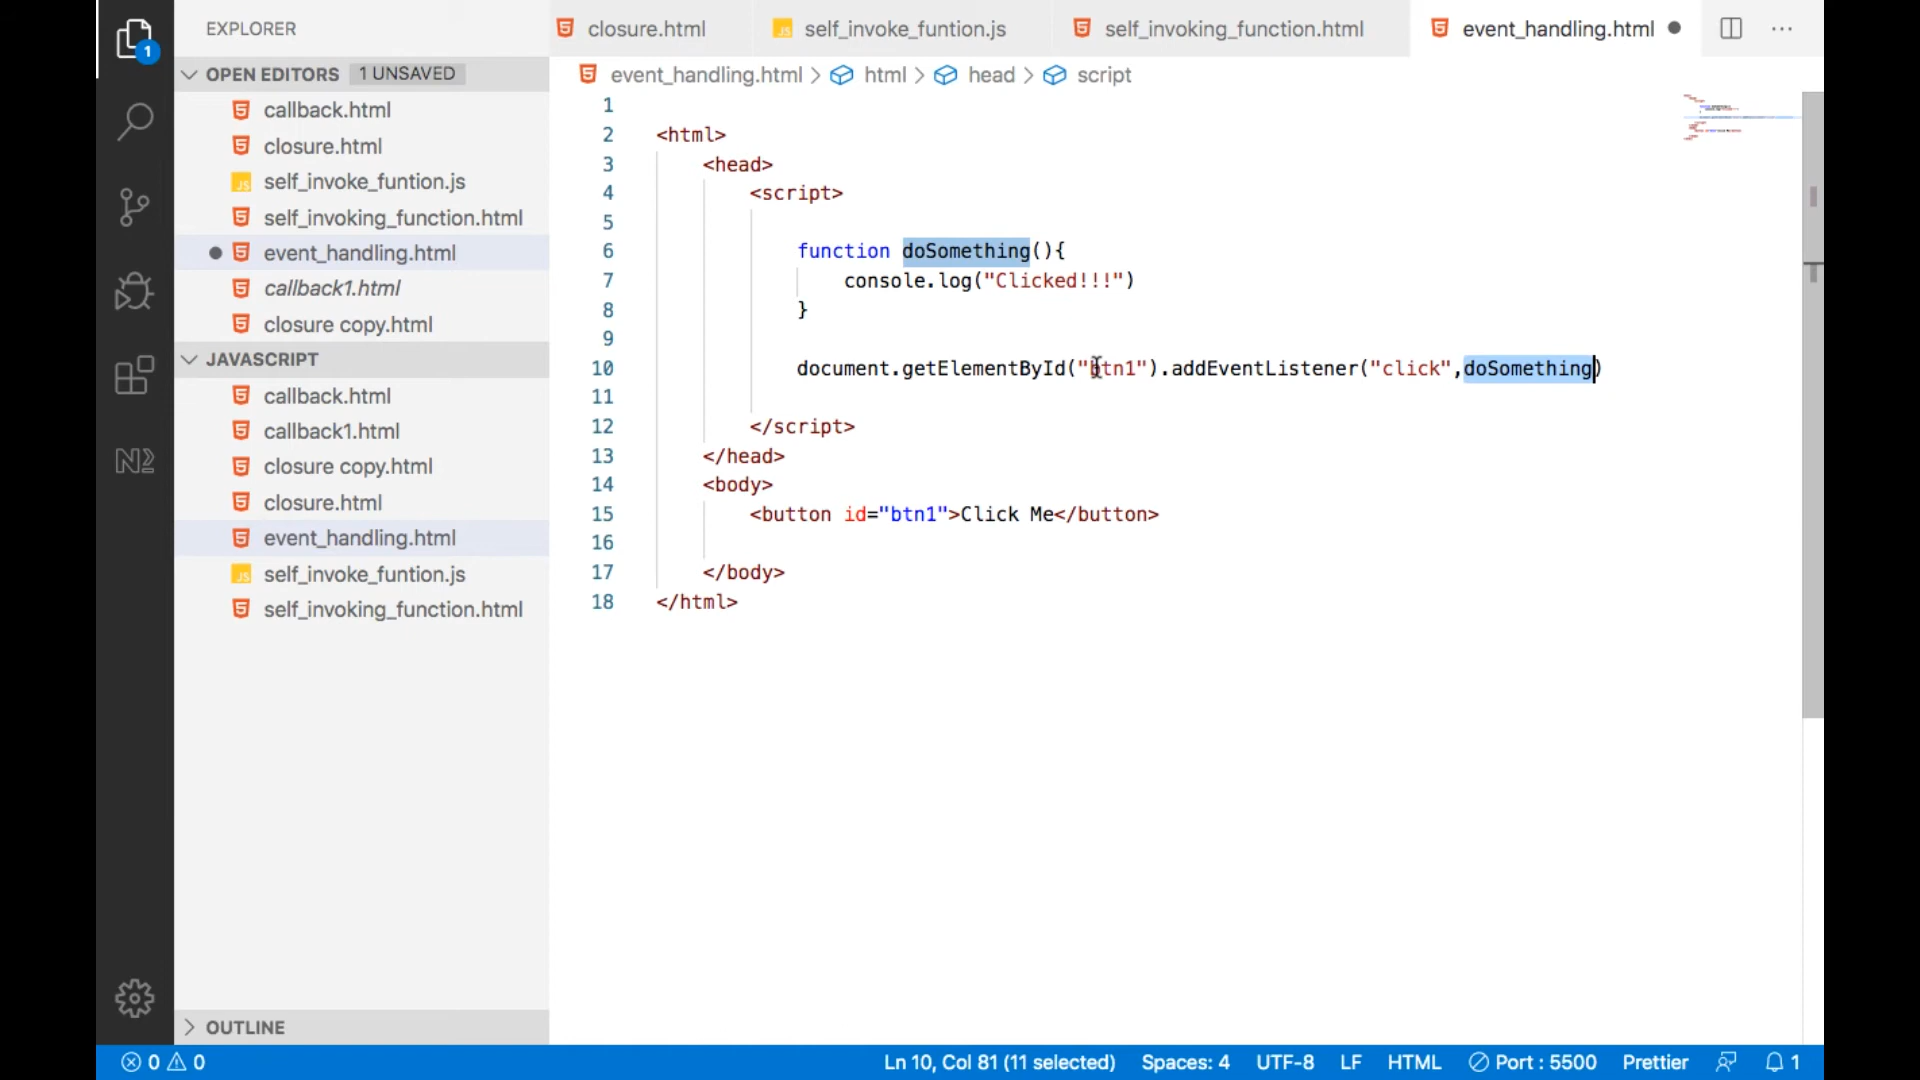 EXPLORER
OPEN EDITORS 1 UNSAVED
callback.html
closure.html
self_invoke_funtion.js
self_invoking_function.html
event_handling.html
callback1.html
closure copy.html
JAVASCRIPT
callback.html
callback1.html
closure copy.html
closure.html
event_handling.html
self_invoke_funtion.js
self_invoking_function.html
OUTLINE
closure.html self_invoke_funtion.js self_invoking_function.html event_handling.html
event_handling.html > html > head > script
1
2 <html>
3 <head>
4 <script>
5
6 function doSomething(){
7 console.log("Clicked!!!")
8 }
9
10 document.getElementById("btn1").addEventListener("click",doSomething)
11
12 </script>
13 </head>
14 <body>
15 <button id="btn1">Click Me</button>
16
17 </body>
18 </html>
0 0 Ln 10, Col 81 (11 selected) Spaces: 4 UTF-8 LF HTML Port : 5500 Prettier 1